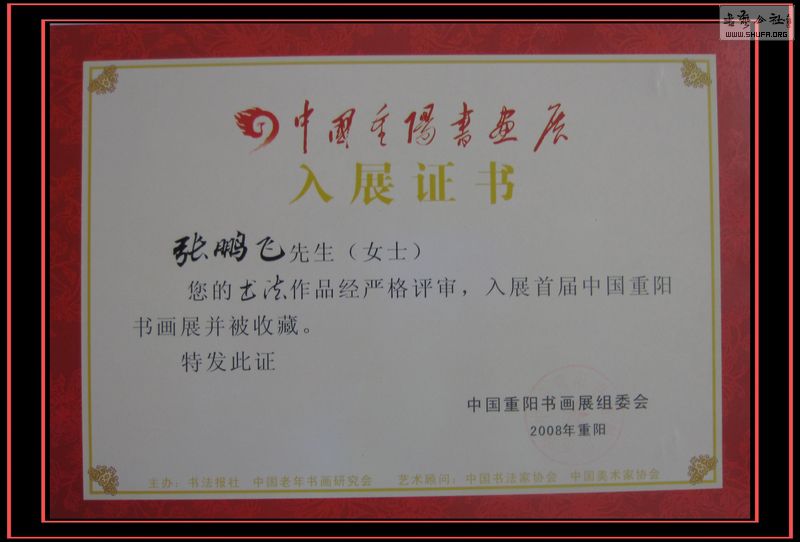 书法公社
WWW.SHUFA.ORG
中國重陽書畫展
入展证书
张鹏飞先生（女士）
您的书法作品经严格评审，入展首届中国重阳
书画展并被收藏。
特发此证
中国重阳书画展组委会
2008年重阳
主办：书法报社 中国老年书画研究会 艺术顾问：中国书法家协会 中国美术家协会